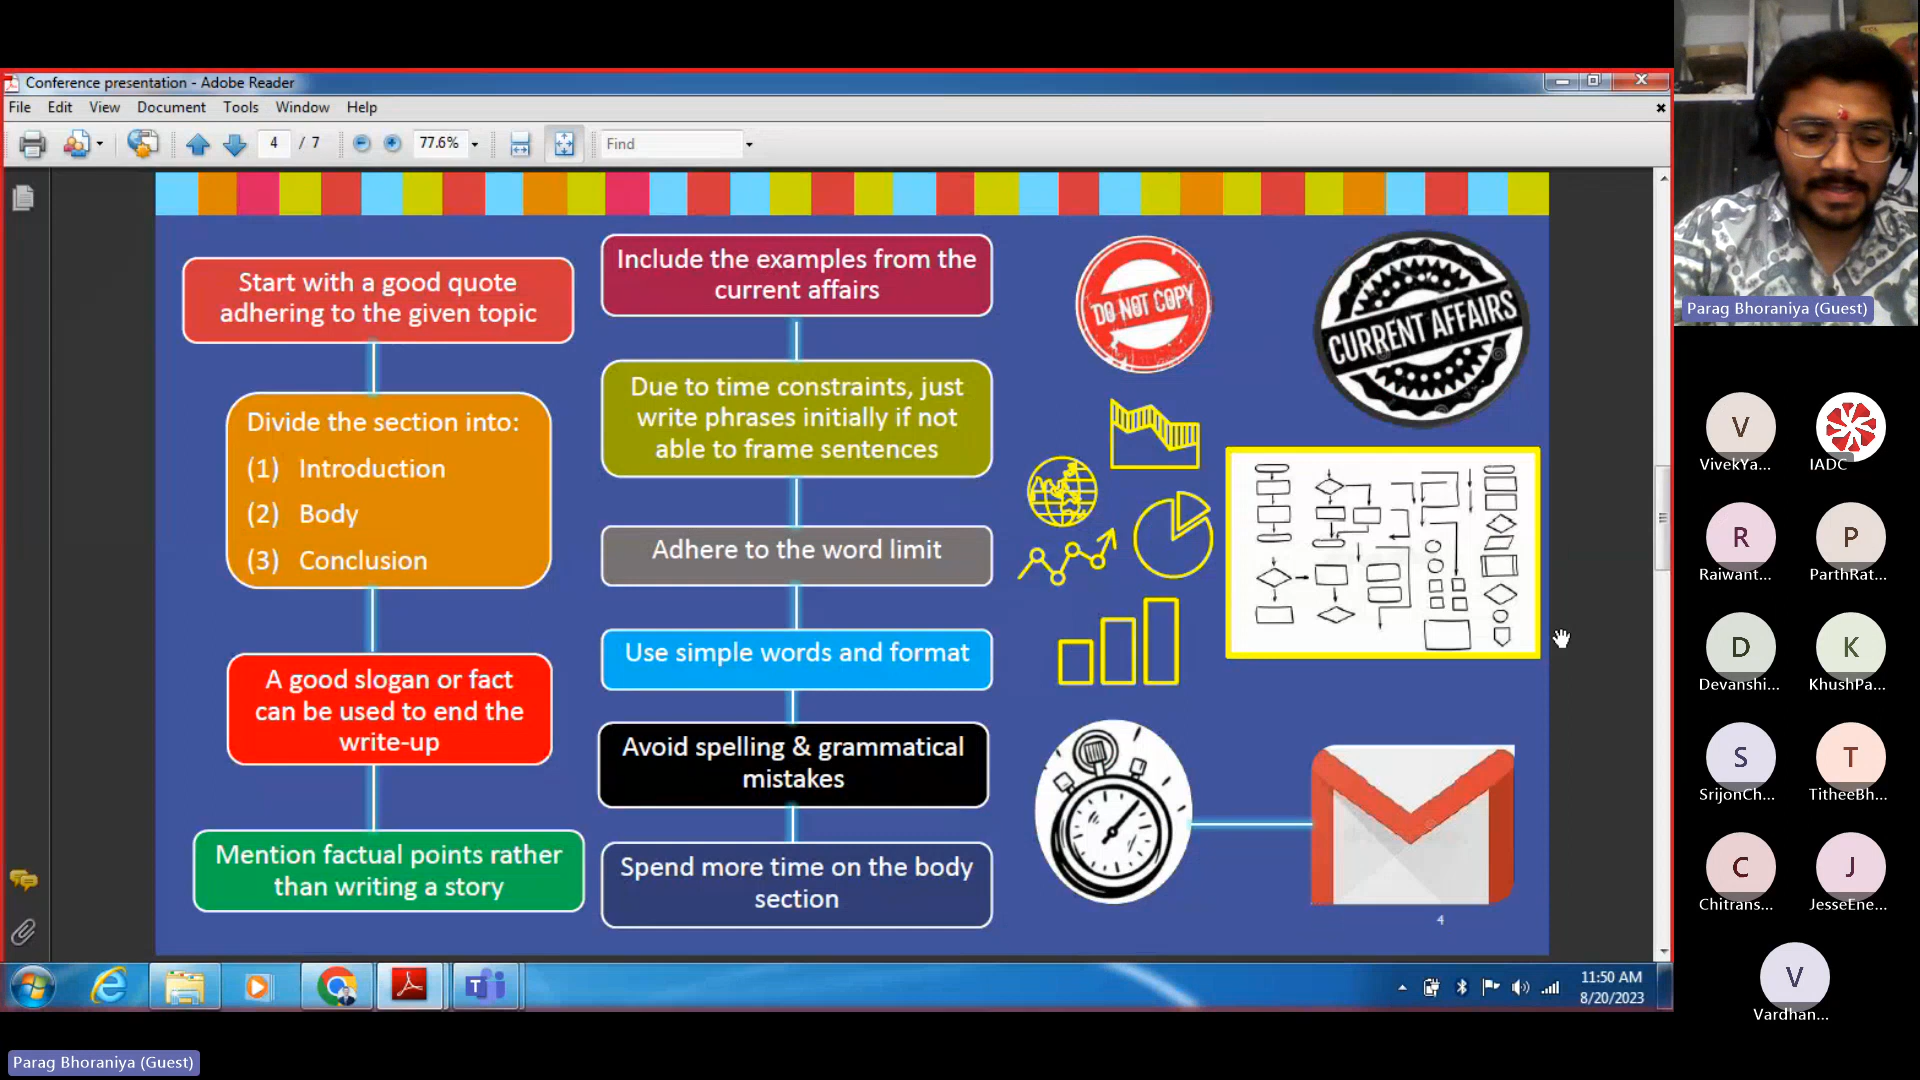 Conference presentation - Adobe Reader
File Edit View Document Tools Window Help
4 / 7 77.6% Find
Start with a good quote
adhering to the given topic
Divide the section into:
(1) Introduction
(2) Body
(3) Conclusion
A good slogan or fact
can be used to end the
write-up
Mention factual points rather
than writing a story
Include the examples from the
current affairs
Due to time constraints, just
write phrases initially if not
able to frame sentences
Adhere to the word limit
Use simple words and format
Avoid spelling & grammatical
mistakes
Spend more time on the body
section
DO NOT COPY
CURRENT AFFAIRS
4
11:50 AM
8/20/2023
Parag Bhoraniya (Guest)
Parag Bhoraniya (Guest)
V
VivekYa...
IADC
R
Raiwant...
P
ParthRat...
D
Devanshi...
K
KhushPa...
S
SrijonCh...
T
TitheeBh...
C
Chitrans...
J
JesseEne...
V
Vardhan...